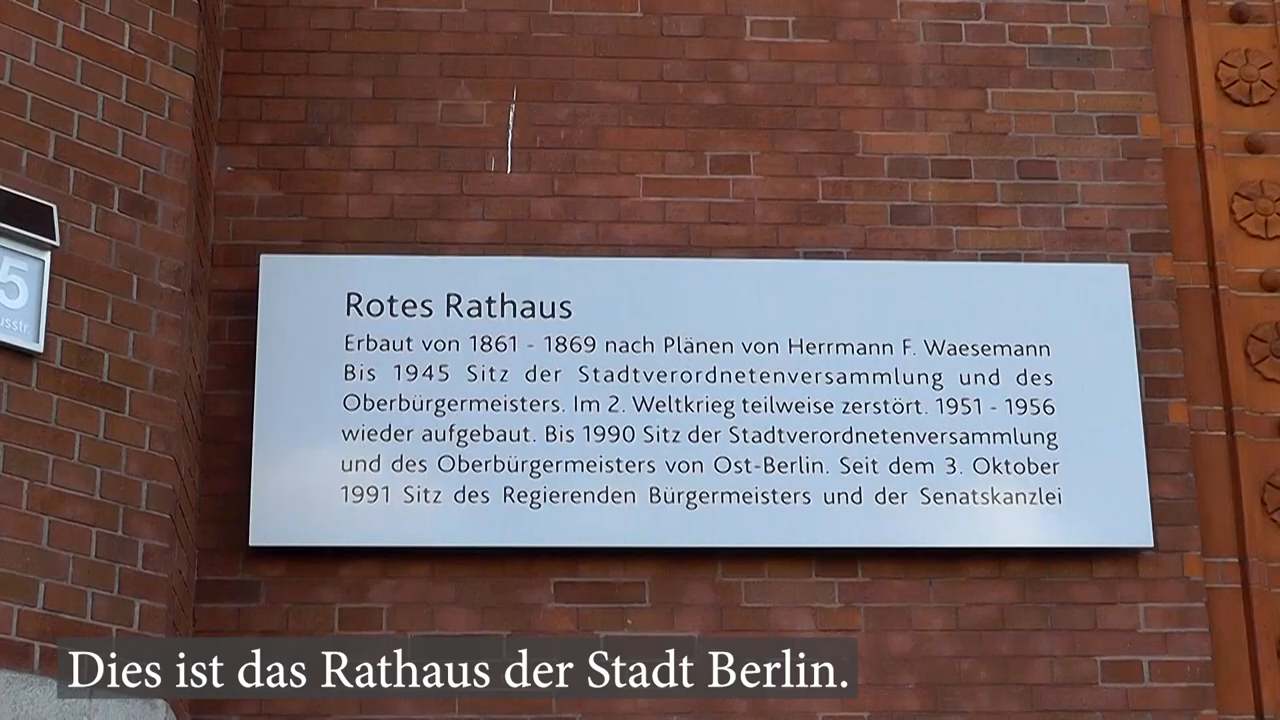 5
Rotes Rathaus
Erbaut von 1861 - 1869 nach Plänen von Herrmann F. Waesemann
Bis 1945 Sitz der Stadtverordnetenversammlung und des
Oberbürgermeisters. Im 2. Weltkrieg teilweise zerstört. 1951 - 1956
wieder aufgebaut. Bis 1990 Sitz der Stadtverordnetenversammlung
und des Oberbürgermeisters von Ost-Berlin. Seit dem 3. Oktober
1991 Sitz des Regierenden Bürgermeisters und der Senatskanzlei
Dies ist das Rathaus der Stadt Berlin.